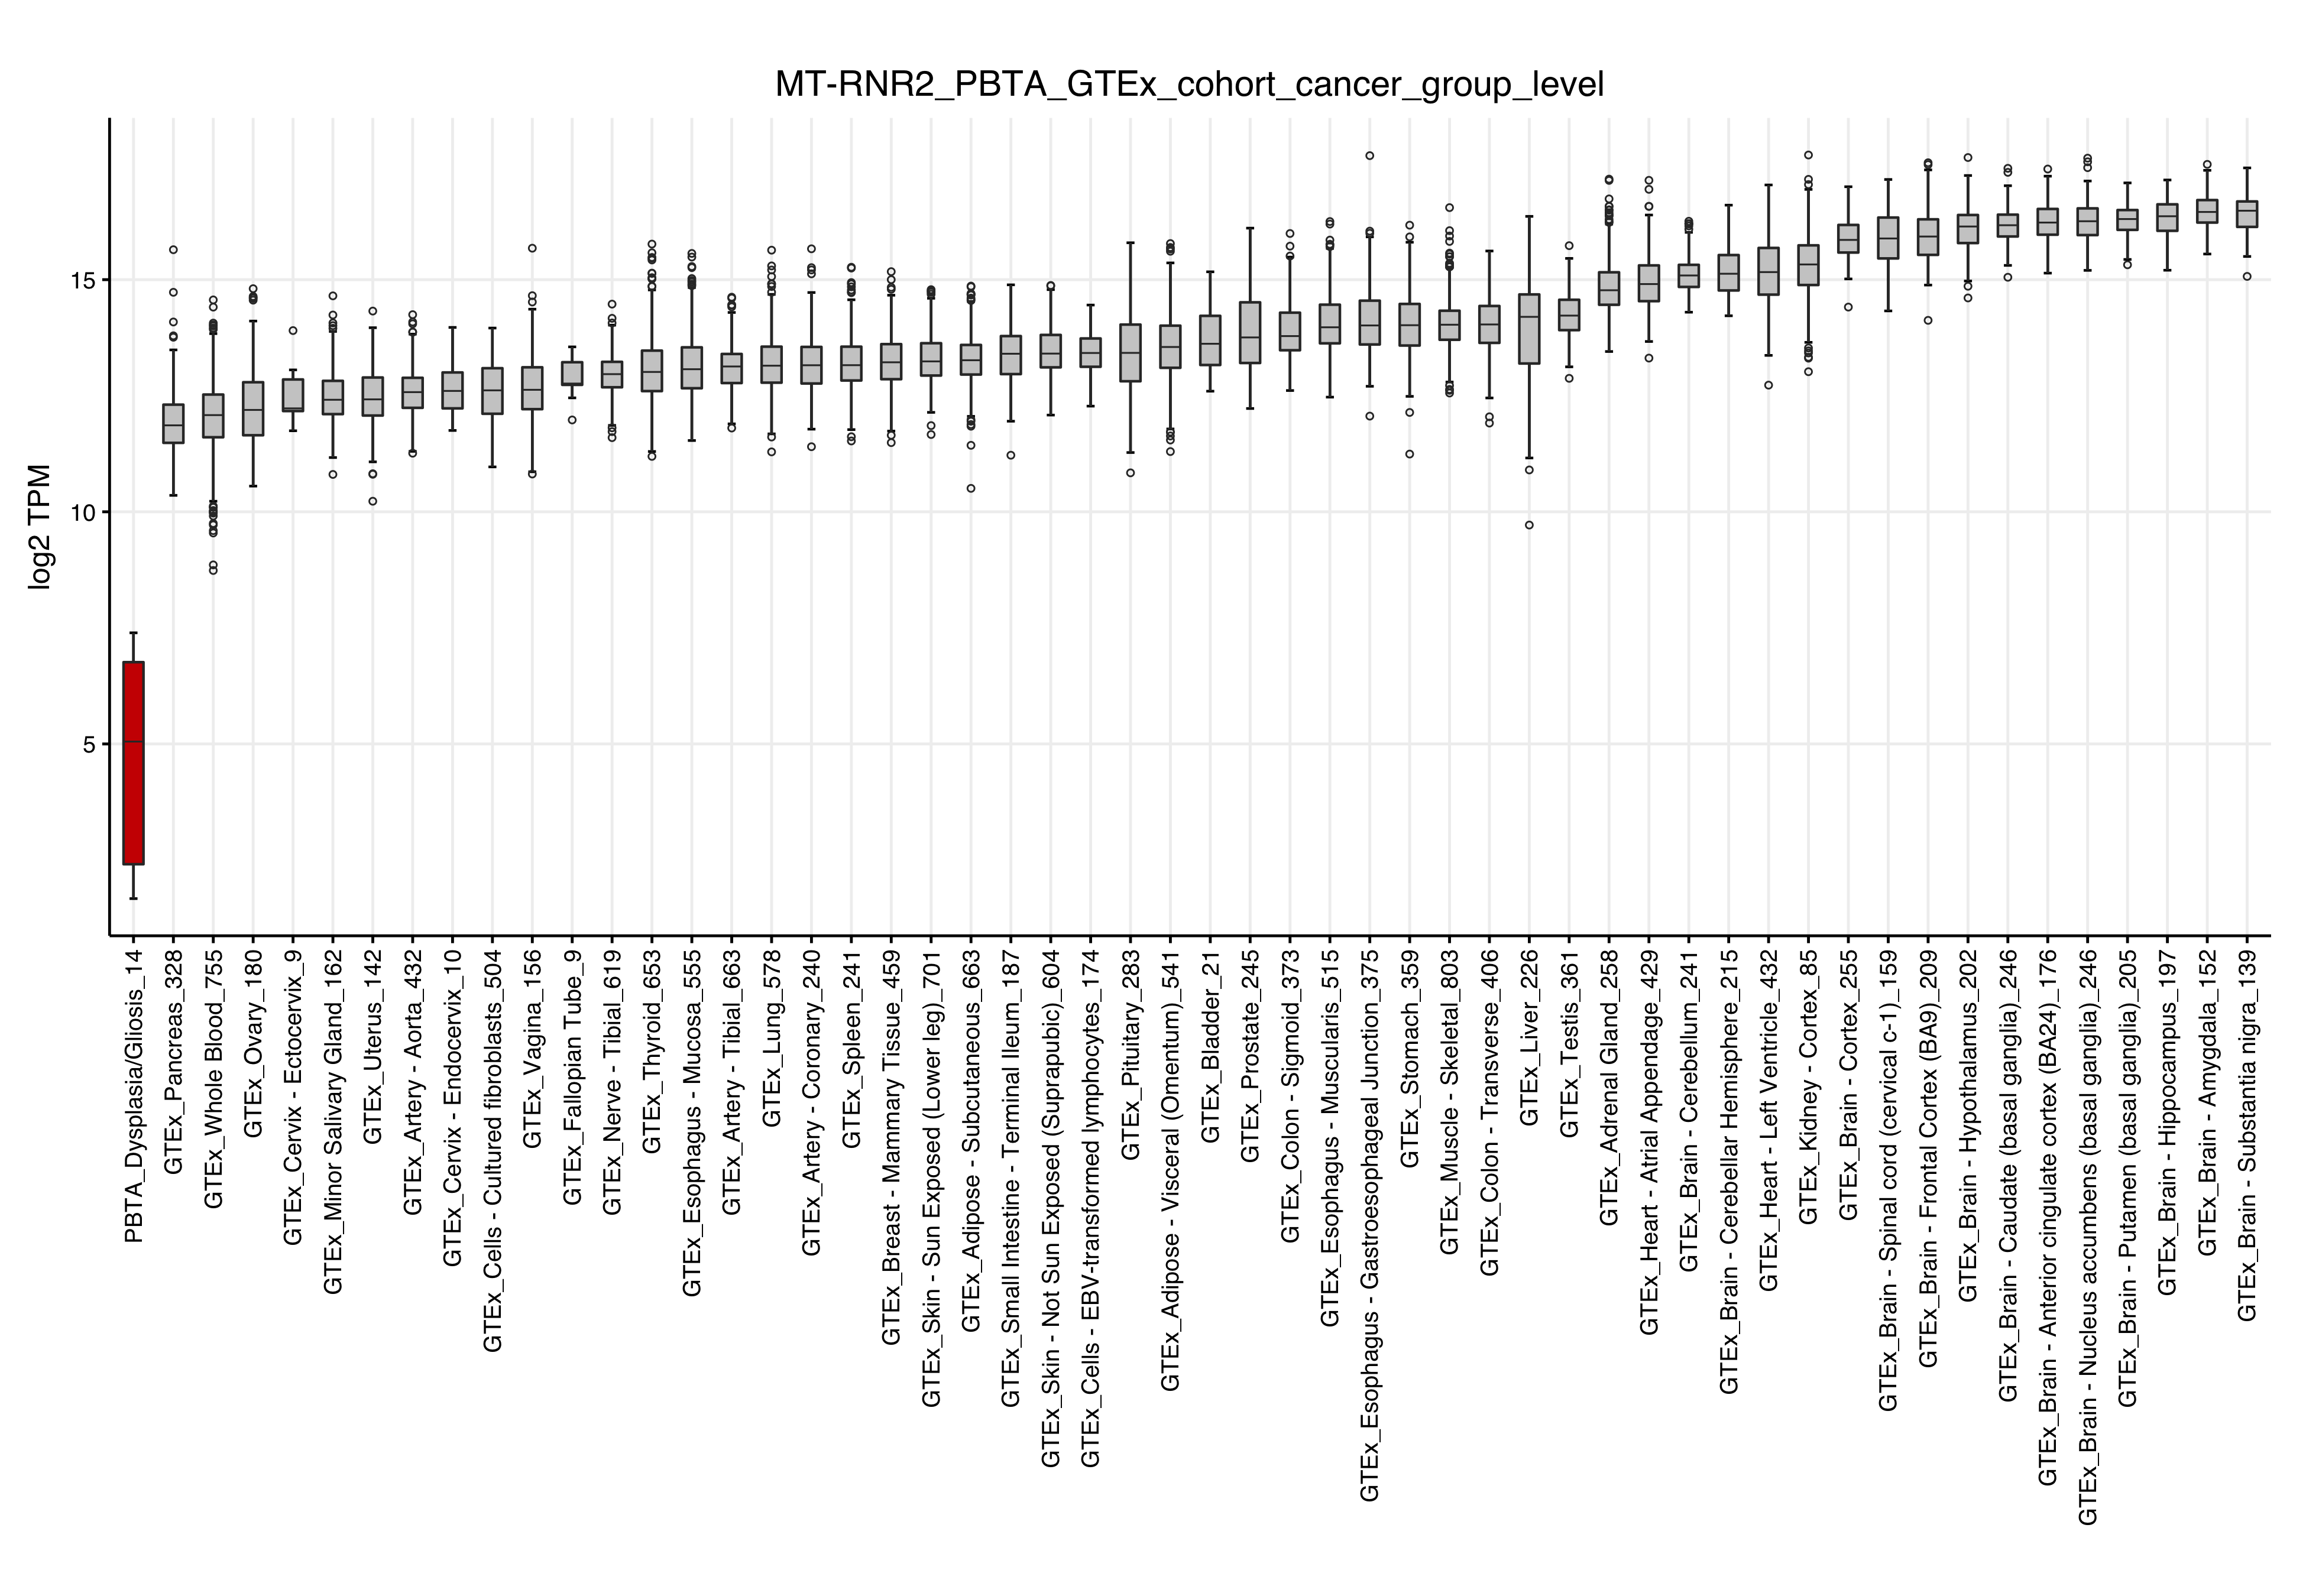 MT-RNR2_PBTA_GTEx_cohort_cancer_group_level
log2 TPM
15
10
5
PBTA_Dysplasia/Gliosis_14
GTEx_Pancreas_328
GTEx_Whole Blood_755
GTEx_Ovary_180
GTEx_Cervix - Ectocervix_9
GTEx_Minor Salivary Gland_162
GTEx_Uterus_142
GTEx_Artery - Aorta_432
GTEx_Cervix - Endocervix_10
GTEx_Cells - Cultured fibroblasts_504
GTEx_Vagina_156
GTEx_Fallopian Tube_9
GTEx_Nerve - Tibial_619
GTEx_Thyroid_653
GTEx_Esophagus - Mucosa_555
GTEx_Artery - Tibial_663
GTEx_Lung_578
GTEx_Artery - Coronary_240
GTEx_Spleen_241
GTEx_Breast - Mammary Tissue_459
GTEx_Skin - Sun Exposed (Lower leg)_701
GTEx_Adipose - Subcutaneous_663
GTEx_Small Intestine - Terminal Ileum_187
GTEx_Skin - Not Sun Exposed (Suprapubic)_604
GTEx_Cells - EBV-transformed lymphocytes_174
GTEx_Pituitary_283
GTEx_Adipose - Visceral (Omentum)_541
GTEx_Bladder_21
GTEx_Prostate_245
GTEx_Colon - Sigmoid_373
GTEx_Esophagus - Muscularis_515
GTEx_Esophagus - Gastroesophageal Junction_375
GTEx_Stomach_359
GTEx_Muscle - Skeletal_803
GTEx_Colon - Transverse_406
GTEx_Liver_226
GTEx_Testis_361
GTEx_Adrenal Gland_258
GTEx_Heart - Atrial Appendage_429
GTEx_Brain - Cerebellum_241
GTEx_Brain - Cerebellar Hemisphere_215
GTEx_Heart - Left Ventricle_432
GTEx_Kidney - Cortex_85
GTEx_Brain - Cortex_255
GTEx_Brain - Spinal cord (cervical c-1)_159
GTEx_Brain - Frontal Cortex (BA9)_209
GTEx_Brain - Hypothalamus_202
GTEx_Brain - Caudate (basal ganglia)_246
GTEx_Brain - Anterior cingulate cortex (BA24)_176
GTEx_Brain - Nucleus accumbens (basal ganglia)_246
GTEx_Brain - Putamen (basal ganglia)_205
GTEx_Brain - Hippocampus_197
GTEx_Brain - Amygdala_152
GTEx_Brain - Substantia nigra_139